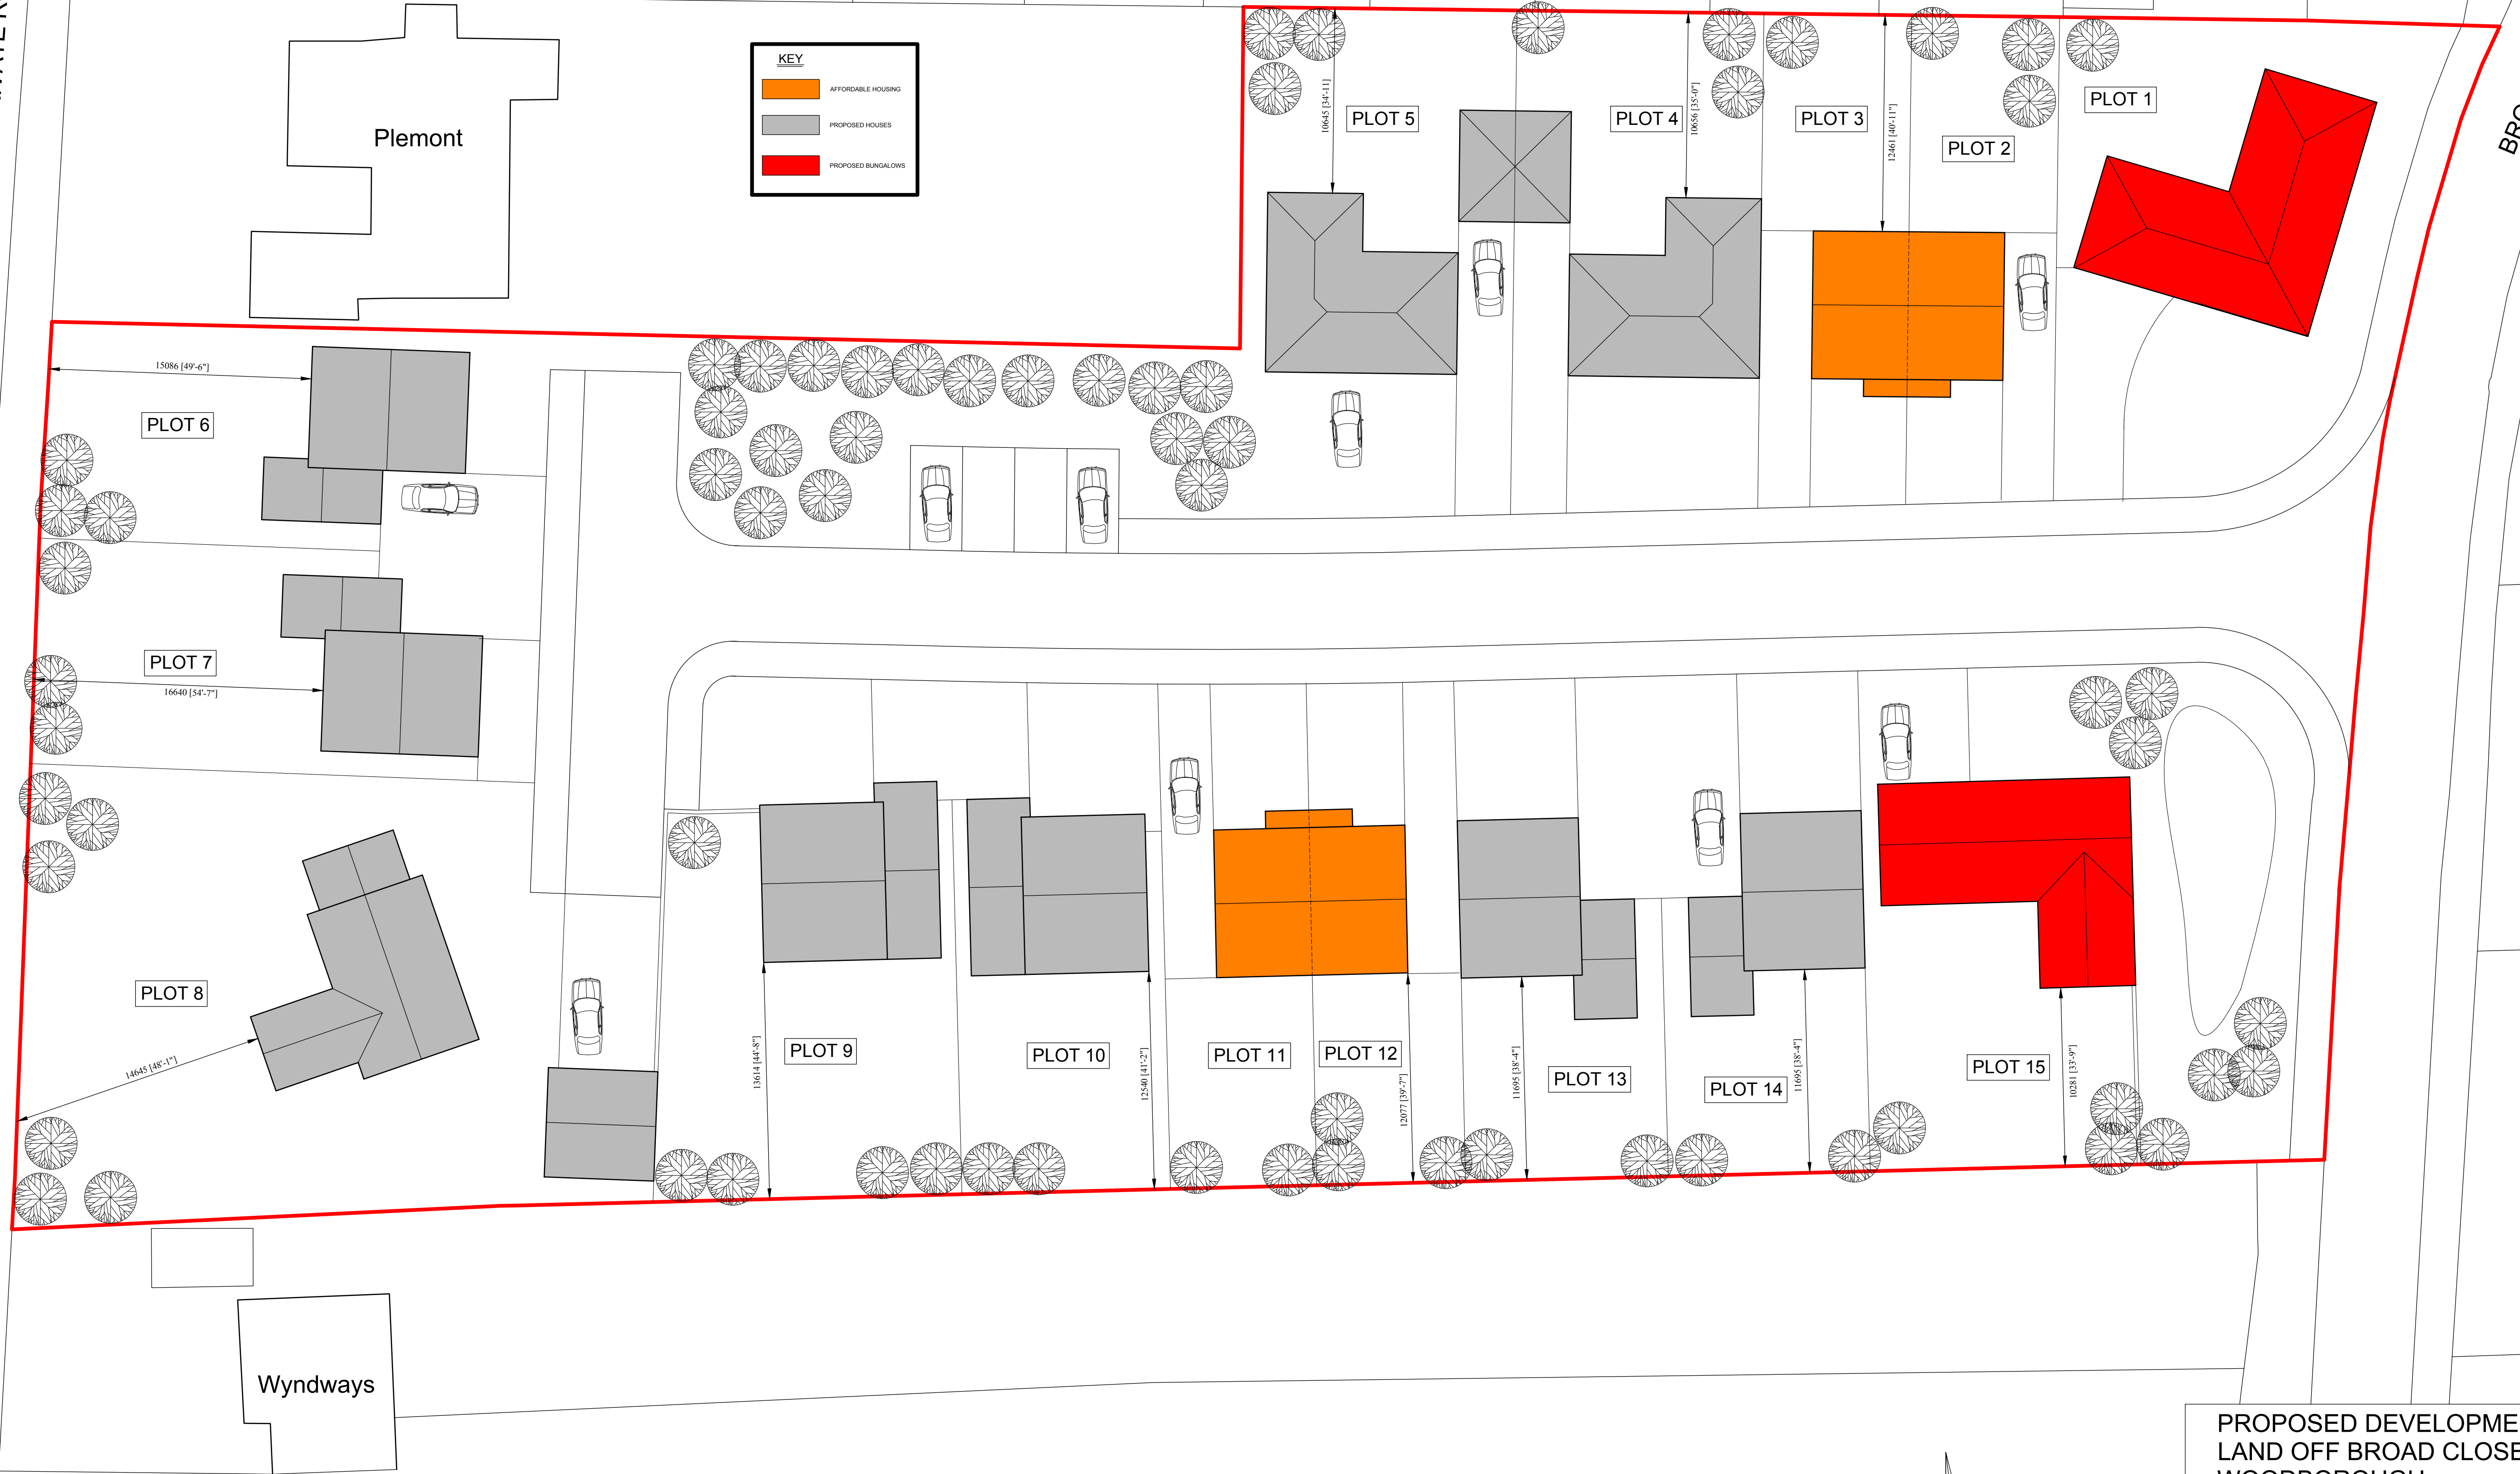 KEY
AFFORDABLE HOUSING
PROPOSED HOUSES
PROPOSED BUNGALOWS
Plemont
PLOT 5
PLOT 4
PLOT 3
PLOT 2
PLOT 1
10645 [34'-11]
10656 [35'-0"]
12461 [40'-11"]
15086 [49'-6"]
PLOT 6
PLOT 7
16640 [54'-7"]
PLOT 8
14645 [48'-1"]
PLOT 9
13614 [44'-8"]
PLOT 10
12540 [41'-2"]
PLOT 11
PLOT 12
12077 [39'-7"]
11695 [38'-4"]
PLOT 13
PLOT 14
11695 [38'-4"]
PLOT 15
10281 [33'-9"]
Wyndways
PROPOSED DEVELOPME
LAND OFF BROAD CLOSE
BRO